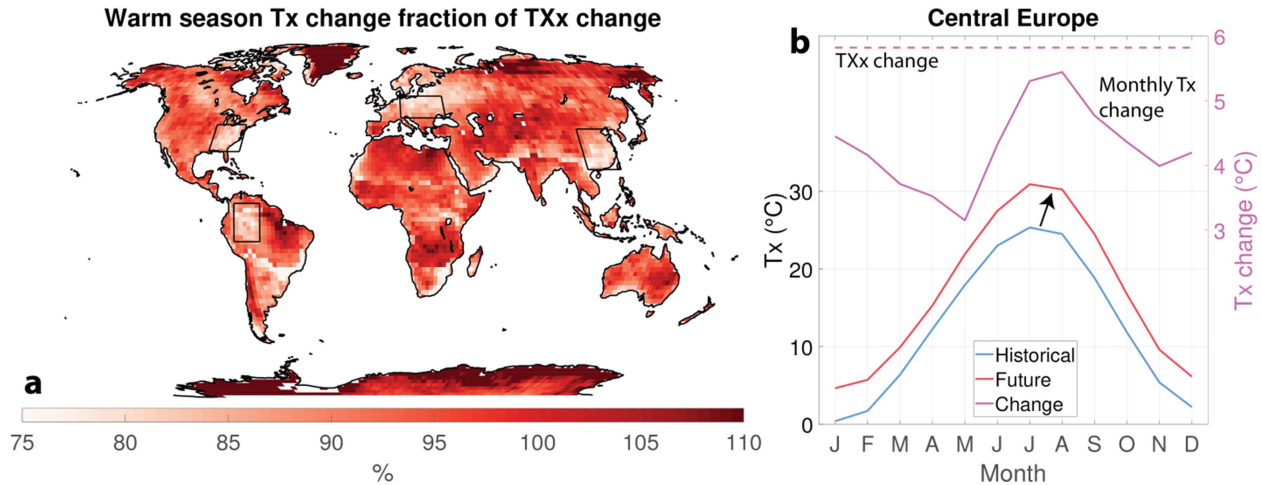 Warm season Tx change fraction of TXx change
a
75 80 85 90 95 100 105 110
%
Central Europe
b
TXx change
Monthly Tx
change
Tx (°C)
30
20
10
0
6
5
4
3
Tx change (°C)
Historical
Future
Change
J F M A M J J A S O N D
Month